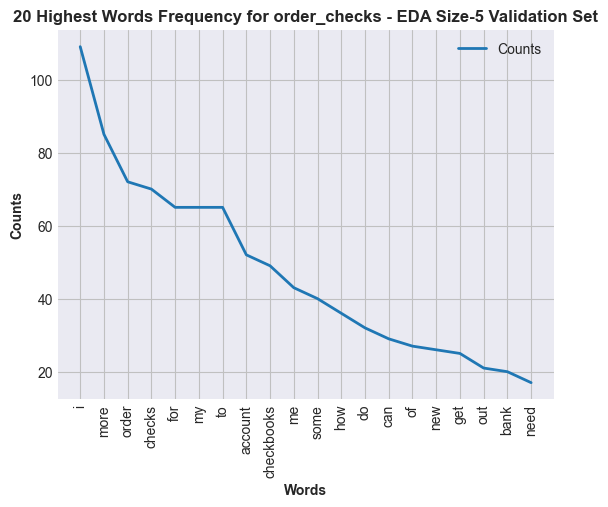 20 Highest Words Frequency for order_checks - EDA Size-5 Validation Set
Counts
100
80
60
40
20
Counts
i
more
order
checks
for
my
to
account
checkbooks
me
some
how
do
can
of
new
get
out
bank
need
Words